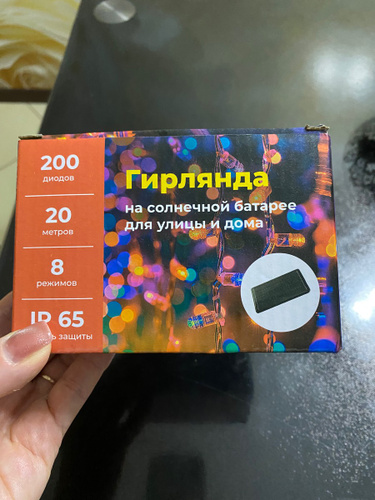 200
диодов
20
метров
8
режимов
IP 65
защиты
Гирлянда
на солнечной батарее
для улицы и дома